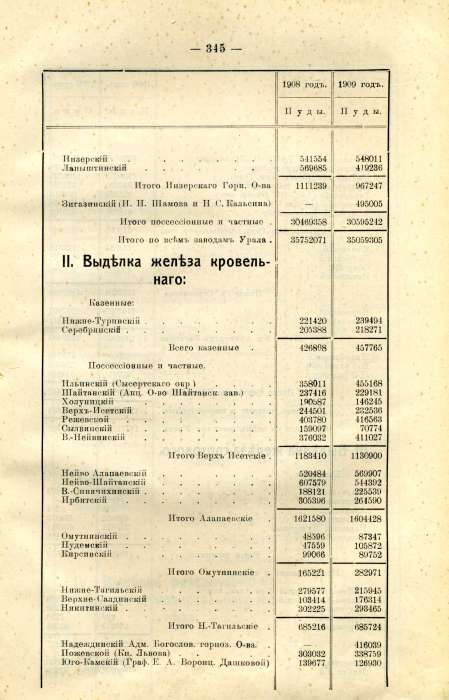 — 345 —
1908 годъ. 1909 годъ.
Пуды. Пуды.
Инзерскій . . . . . . . 541554 548011
Лапыштинскій . . . . . . 569685 419236
Итого Инзерскаго Горн. О-ва 1111239 967247
Зигазинскій (И. И. Шамова и Н. С. Кальсина) — 495005
Итого поссессіонные и частные . 30469358 30595242
Итого по всѣмъ заводамъ Урала . 35752071 35059305
II. Выдѣлка желѣза кровель-
наго:
Казенные:
Нижне-Туринскій . . . . . 221420 239494
Серебрянскій . . . . . . 205388 218271
Всего казенные . 426808 457765
Поссессіонные и частные.
Ильинскій (Сысертскаго окр.) . . . 358011 455168
Шайтанскій (Акц. О-во Шайтанск. зав.) 237416 229181
Холуницкій . . . . . . 190587 146245
Верхъ-Исетскій . . . . . 244501 232536
Режевской . . . . . . 403780 416563
Сылвинскій . . . . . . 159097 70774
В.-Нейвинскій . . . . . 376032 411027
Итого Верхъ Исетскіе . 1183410 1130900
Нейво Алапаевскій . . . . . 520484 569907
Нейво-Шайтанскій . . . . . 607579 544392
В.-Синячихинскій . . . . . 188121 225539
Ирбитскій . . . . . . 305396 264590
Итого Алапаевскіе . 1621580 1604428
Омутнинскій . . . . . . 48596 87347
Пудемскій . . . . . . 47559 105872
Кирсинскій . . . . . . 99066 89752
Итого Омутнинскіе . 165221 282971
Нижне-Тагильскій . . . . . 279577 215945
Верхне-Салдинскій . . . . . 103414 176314
Никитинскій . . . . . . 302225 293465
Итого Н.-Тагильскіе . 685216 685724
Надеждинскій Адм. Богослов. горноз. О-ва. . 416039
Пожевской (Кн. Львова) . . . . 303032 338759
Юго-Камскій (Граф. Е. А. Воронц. Дашковой) 139677 126930